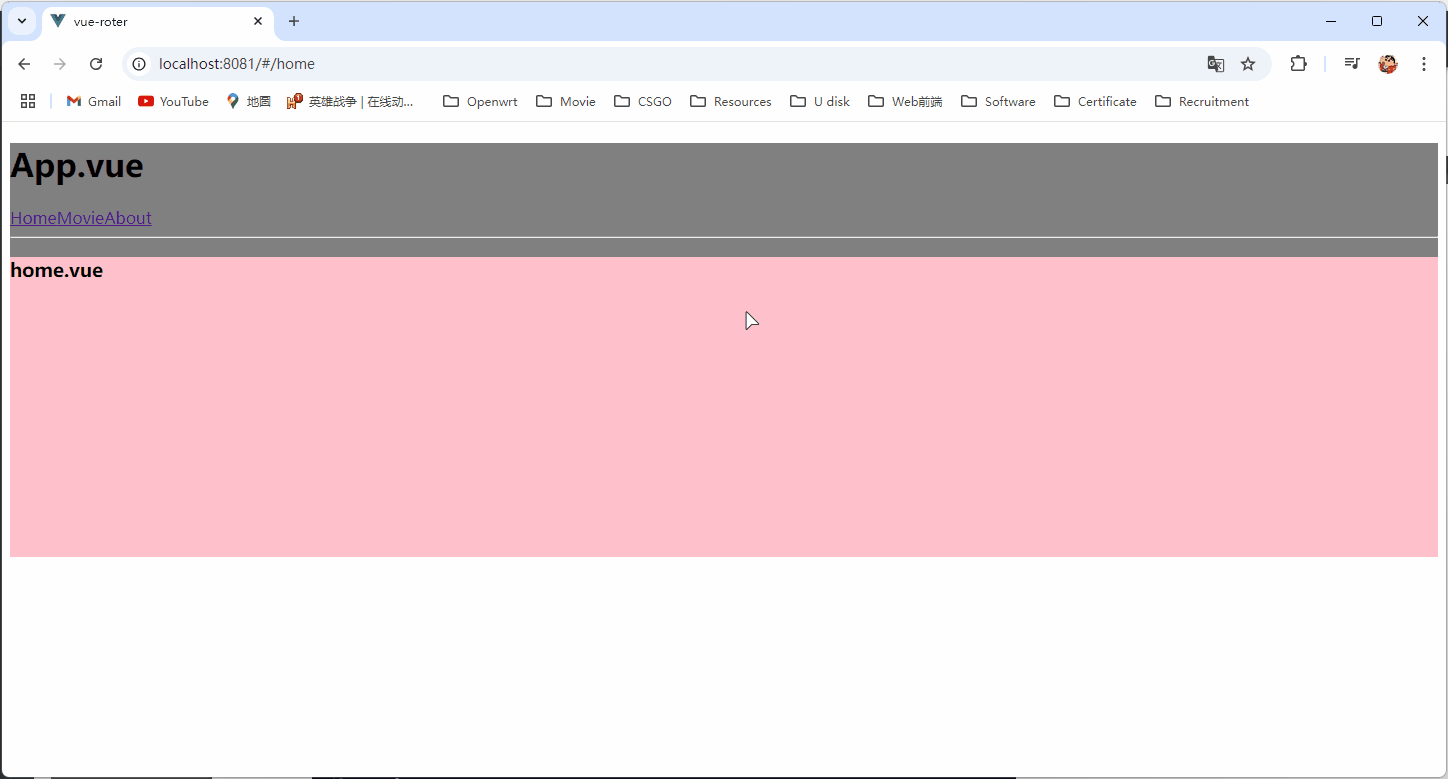 vue-roter
localhost:8081/#/home
Gmail YouTube 地圖 英雄战争 | 在线动... Openwrt Movie CSGO Resources U disk Web前端 Software Certificate Recruitment
App.vue
HomeMovieAbout
home.vue